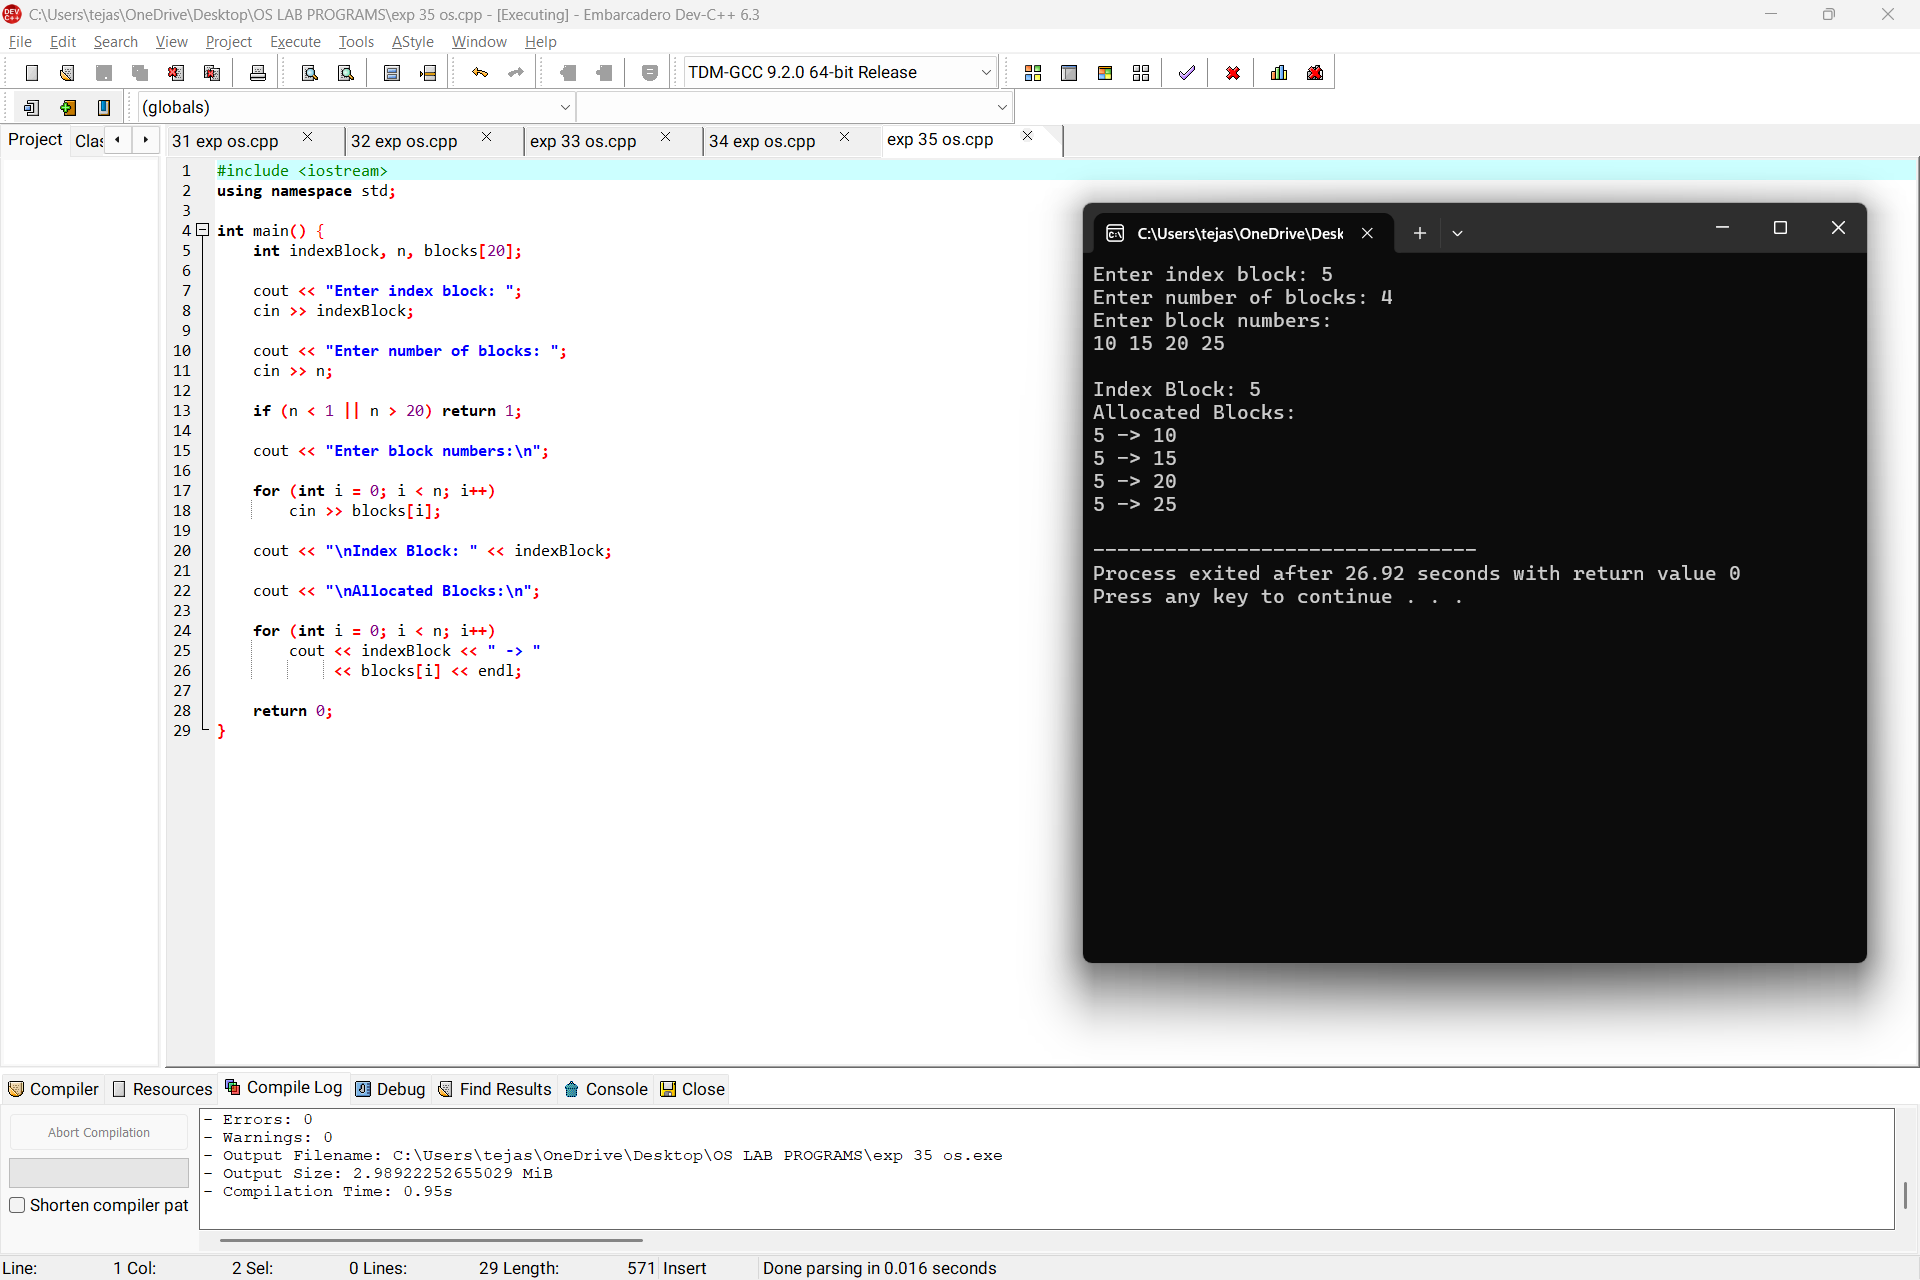 C:\Users\tejas\OneDrive\Desktop\OS LAB PROGRAMS\exp 35 os.cpp - [Executing] - Embarcadero Dev-C++ 6.3
File Edit Search View Project Execute Tools AStyle Window Help
TDM-GCC 9.2.0 64-bit Release
(globals)
Project Clas 31 exp os.cpp 32 exp os.cpp exp 33 os.cpp 34 exp os.cpp exp 35 os.cpp
1 #include <iostream>
2 using namespace std;
3
4 int main() {
5 int indexBlock, n, blocks[20];
6
7 cout << "Enter index block: ";
8 cin >> indexBlock;
9
10 cout << "Enter number of blocks: ";
11 cin >> n;
12
13 if (n < 1 || n > 20) return 1;
14
15 cout << "Enter block numbers:\n";
16
17 for (int i = 0; i < n; i++)
18 cin >> blocks[i];
19
20 cout << "\nIndex Block: " << indexBlock;
21
22 cout << "\nAllocated Blocks:\n";
23
24 for (int i = 0; i < n; i++)
25 cout << indexBlock << " -> "
26 << blocks[i] << endl;
27
28 return 0;
29 }
C:\Users\tejas\OneDrive\Desk
Enter index block: 5
Enter number of blocks: 4
Enter block numbers:
10 15 20 25
Index Block: 5
Allocated Blocks:
5 -> 10
5 -> 15
5 -> 20
5 -> 25
--------------------------------
Process exited after 26.92 seconds with return value 0
Press any key to continue . . .
Compiler Resources Compile Log Debug Find Results Console Close
Abort Compilation
Shorten compiler pat
- Errors: 0
- Warnings: 0
- Output Filename: C:\Users\tejas\OneDrive\Desktop\OS LAB PROGRAMS\exp 35 os.exe
- Output Size: 2.98922252655029 MiB
- Compilation Time: 0.95s
Line: 1 Col: 2 Sel: 0 Lines: 29 Length: 571 Insert Done parsing in 0.016 seconds